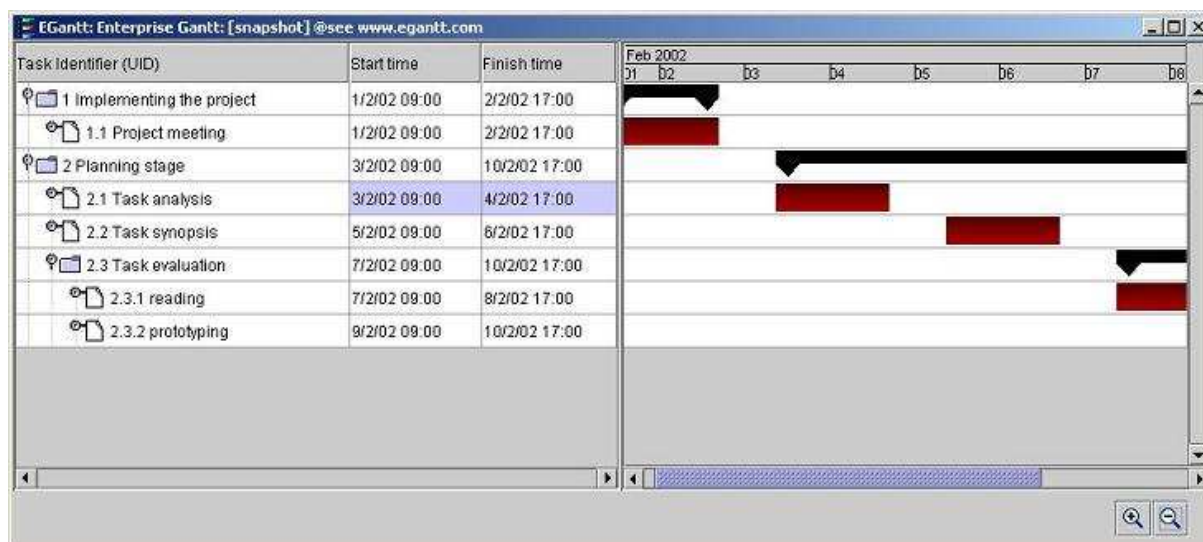 EGantt: Enterprise Gantt: [snapshot] @see www.egantt.com
Task Identifier (UID) Start time Finish time Feb 2002
01 02 03 04 05 06 07 08
1 Implementing the project 1/2/02 09:00 2/2/02 17:00
1.1 Project meeting 1/2/02 09:00 2/2/02 17:00
2 Planning stage 3/2/02 09:00 10/2/02 17:00
2.1 Task analysis 3/2/02 09:00 4/2/02 17:00
2.2 Task synopsis 5/2/02 09:00 6/2/02 17:00
2.3 Task evaluation 7/2/02 09:00 10/2/02 17:00
2.3.1 reading 7/2/02 09:00 8/2/02 17:00
2.3.2 prototyping 9/2/02 09:00 10/2/02 17:00